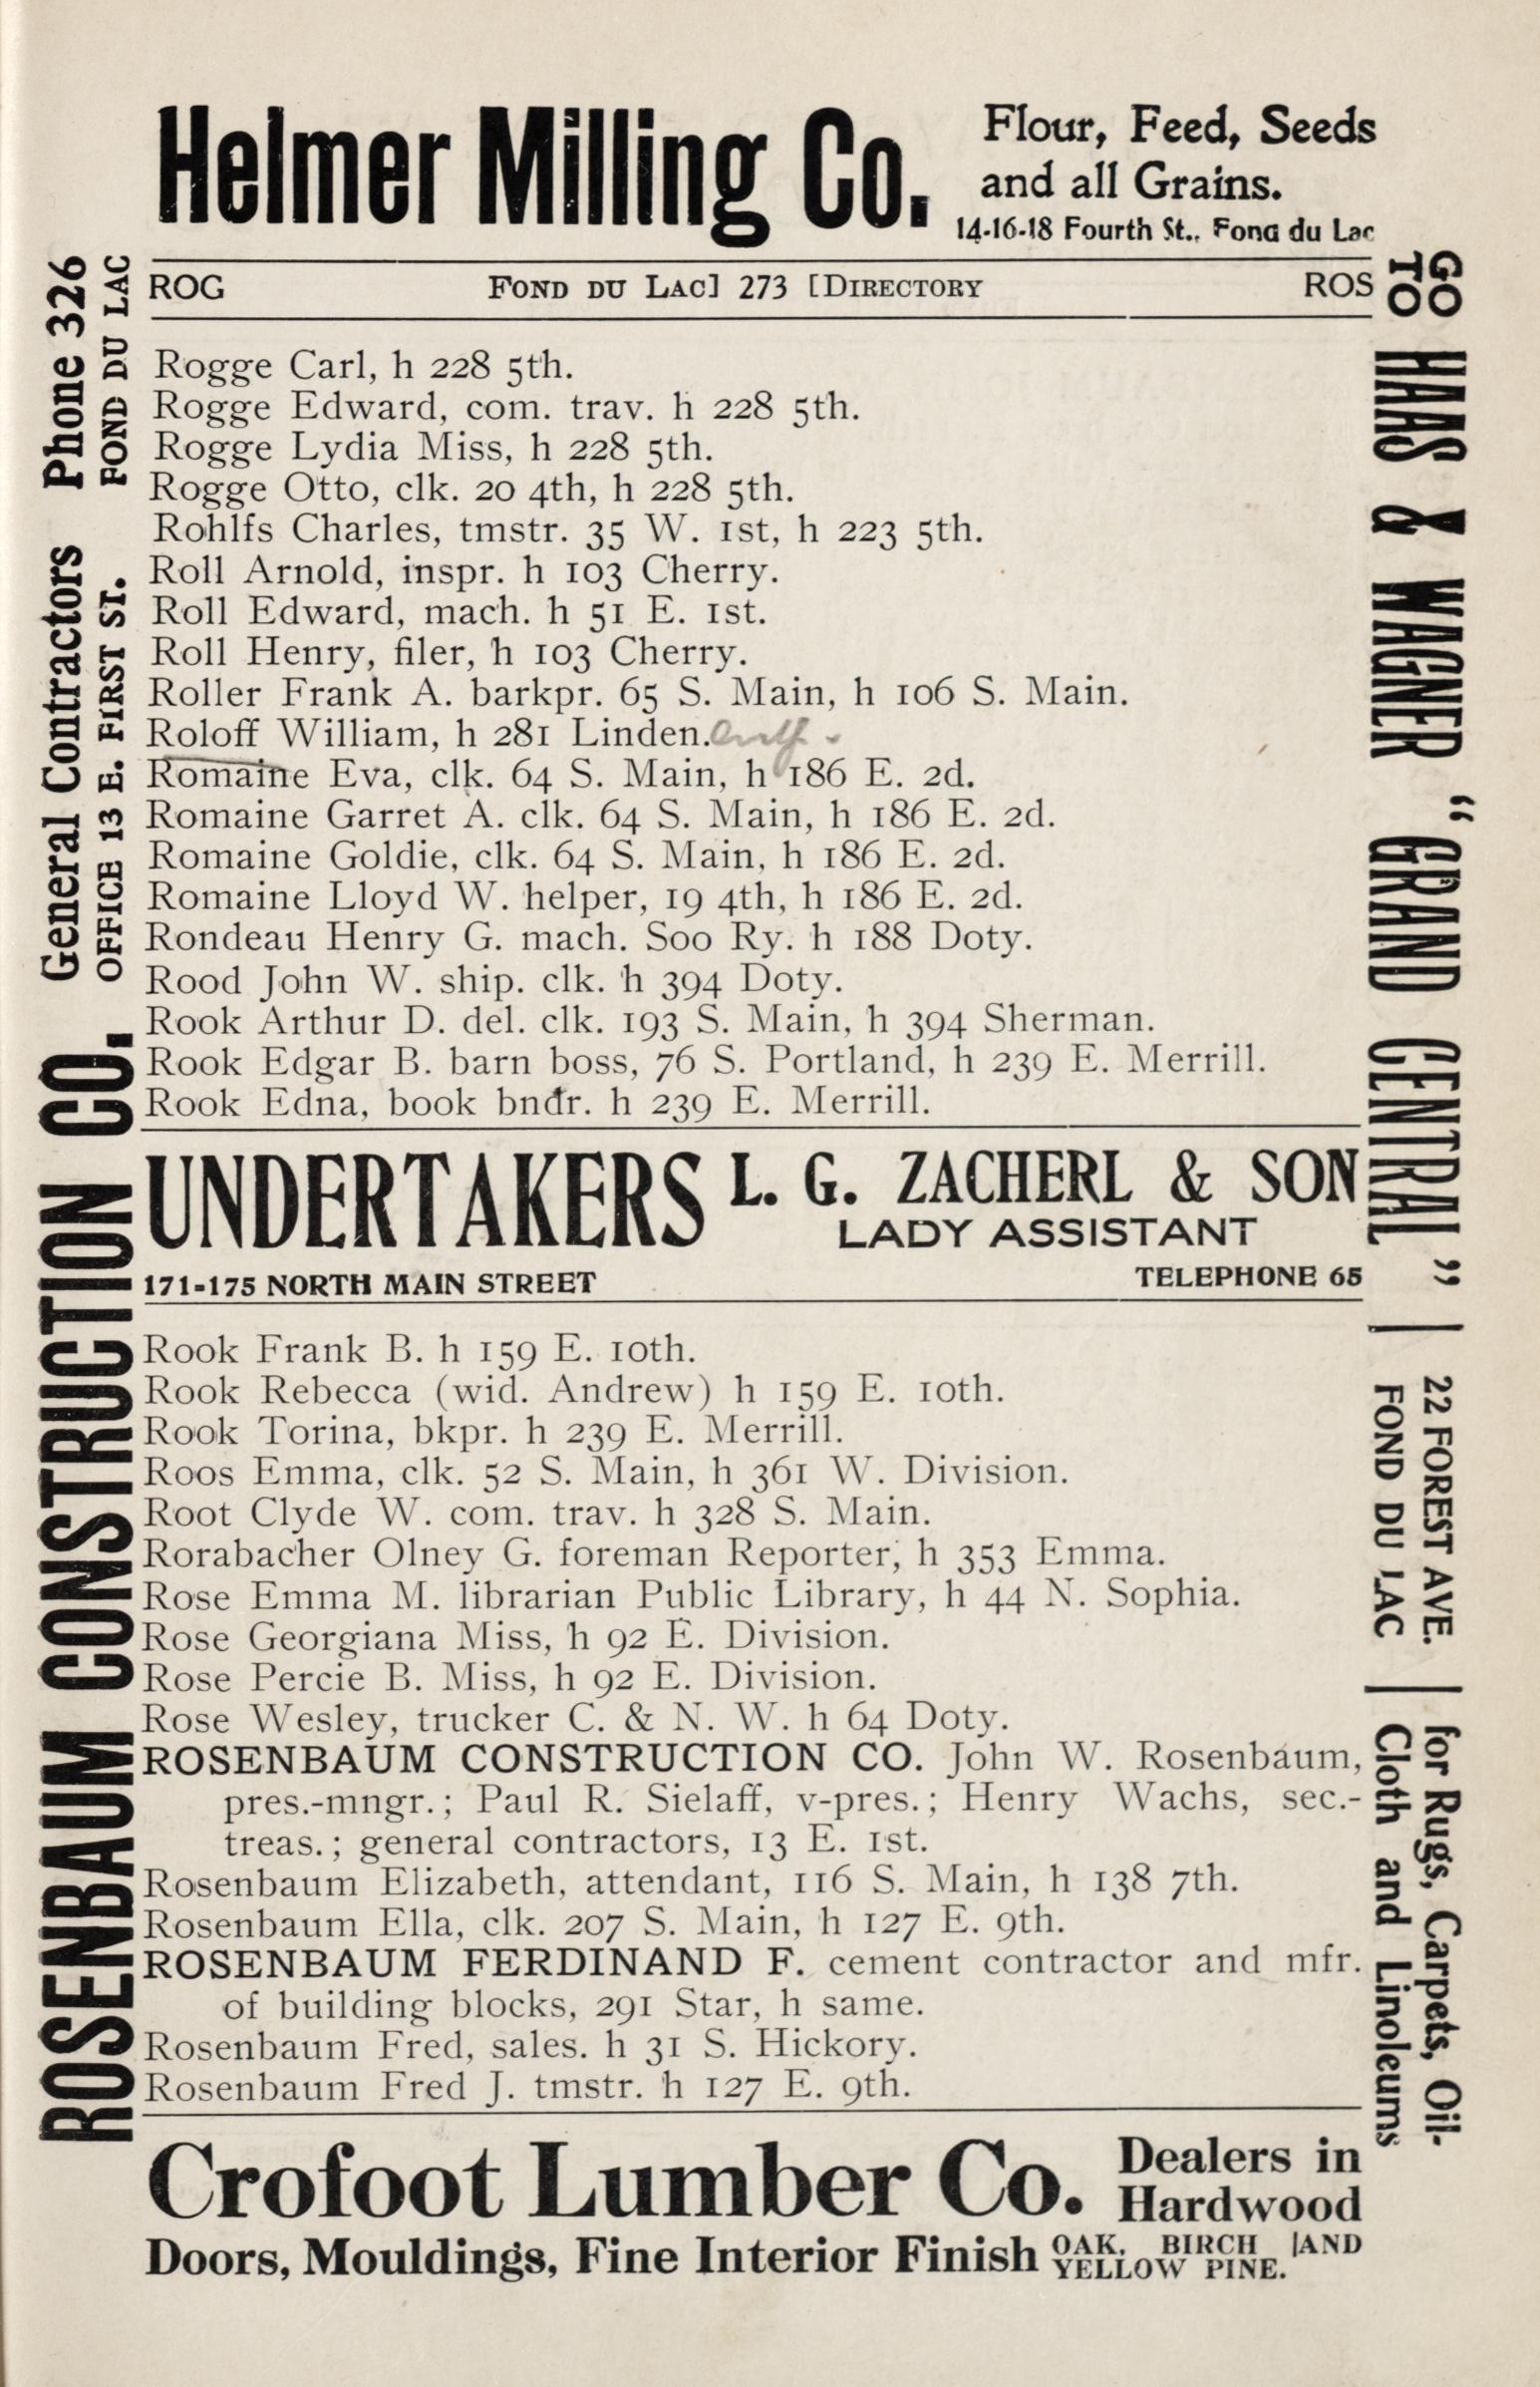 Helmer Milling Co.
Flour, Feed, Seeds
and all Grains.
14-16-18 Fourth St., Fond du Lac
ROG FOND DU LAC] 273 [DIRECTORY ROS
Rogge Carl, h 228 5th.
Rogge Edward, com. trav. h 228 5th.
Rogge Lydia Miss, h 228 5th.
Rogge Otto, clk. 20 4th, h 228 5th.
Rohlfs Charles, tmstr. 35 W. 1st, h 223 5th.
Roll Arnold, inspr. h 103 Cherry.
Roll Edward, mach. h 51 E. 1st.
Roll Henry, filer, h 103 Cherry.
Roller Frank A. barkpr. 65 S. Main, h 106 S. Main.
Roloff William, h 281 Linden.
Romaine Eva, clk. 64 S. Main, h 186 E. 2d.
Romaine Garret A. clk. 64 S. Main, h 186 E. 2d.
Romaine Goldie, clk. 64 S. Main, h 186 E. 2d.
Romaine Lloyd W. helper, 19 4th, h 186 E. 2d.
Rondeau Henry G. mach. Soo Ry. h 188 Doty.
Rood John W. ship. clk. h 394 Doty.
Rook Arthur D. del. clk. 193 S. Main, h 394 Sherman.
Rook Edgar B. barn boss, 76 S. Portland, h 239 E. Merrill.
Rook Edna, book bndr. h 239 E. Merrill.
UNDERTAKERS L. G. ZACHERL & SON
LADY ASSISTANT
171-175 NORTH MAIN STREET TELEPHONE 65
Rook Frank B. h 159 E. 10th.
Rook Rebecca (wid. Andrew) h 159 E. 10th.
Rook Torina, bkpr. h 239 E. Merrill.
Roos Emma, clk. 52 S. Main, h 361 W. Division.
Root Clyde W. com. trav. h 328 S. Main.
Rorabacher Olney G. foreman Reporter, h 353 Emma.
Rose Emma M. librarian Public Library, h 44 N. Sophia.
Rose Georgiana Miss, h 92 E. Division.
Rose Percie B. Miss, h 92 E. Division.
Rose Wesley, trucker C. & N. W. h 64 Doty.
ROSENBAUM CONSTRUCTION CO. John W. Rosenbaum,
pres.-mngr.; Paul R. Sielaff, v-pres.; Henry Wachs, sec.-
treas.; general contractors, 13 E. 1st.
Rosenbaum Elizabeth, attendant, 116 S. Main, h 138 7th.
Rosenbaum Ella, clk. 207 S. Main, h 127 E. 9th.
ROSENBAUM FERDINAND F. cement contractor and mfr.
of building blocks, 291 Star, h same.
Rosenbaum Fred, sales. h 31 S. Hickory.
Rosenbaum Fred J. tmstr. h 127 E. 9th.
Crofoot Lumber Co.
Dealers in
Hardwood
Doors, Mouldings, Fine Interior Finish
OAK, BIRCH AND
YELLOW PINE.
ROSENBAUM CONSTRUCTION CO.
General Contractors Phone 326
OFFICE 13 E. FIRST ST. FOND DU LAC
GO
TO
HAAS & WAGNER "GRAND CENTRAL"
22 FOREST AVE.
FOND DU LAC
for Rugs, Carpets, Oil-
Cloth and Linoleums